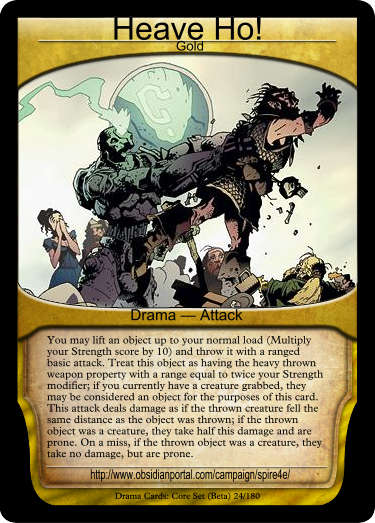 Heave Ho!
Gold
Drama — Attack
You may lift an object up to your normal load (Multiply
your Strength score by 10) and throw it with a ranged
basic attack. Treat this object as having the heavy thrown
weapon property with a range equal to twice your Strength
modifier; if you currently have a creature grabbed, they
may be considered an object for the purposes of this card.
This attack deals damage as if the thrown creature fell the
same distance as the object was thrown; if the thrown
object was a creature, they take half this damage and are
prone. On a miss, if the thrown object was a creature, they
take no damage, but are prone.
http://www.obsidianportal.com/campaign/spire4e/
Drama Cards: Core Set (Beta) 24/180